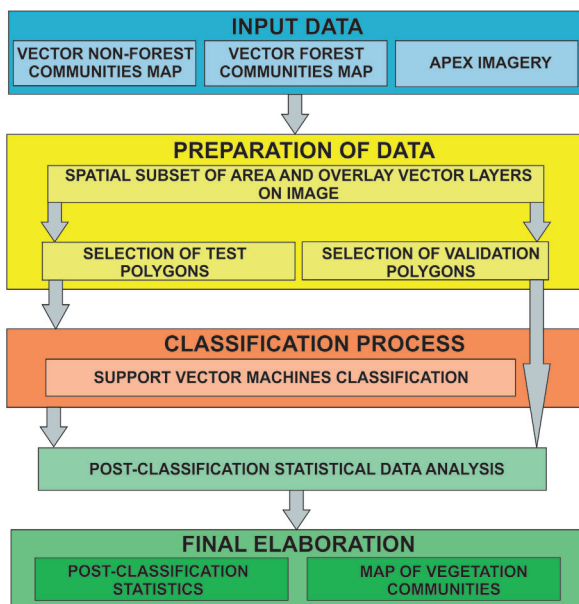 INPUT DATA
VECTOR NON-FOREST
COMMUNITIES MAP
VECTOR FOREST
COMMUNITIES MAP
APEX IMAGERY
PREPARATION OF DATA
SPATIAL SUBSET OF AREA AND OVERLAY VECTOR LAYERS
ON IMAGE
SELECTION OF TEST
POLYGONS
SELECTION OF VALIDATION
POLYGONS
CLASSIFICATION PROCESS
SUPPORT VECTOR MACHINES CLASSIFICATION
POST-CLASSIFICATION STATISTICAL DATA ANALYSIS
FINAL ELABORATION
POST-CLASSIFICATION
STATISTICS
MAP OF VEGETATION
COMMUNITIES